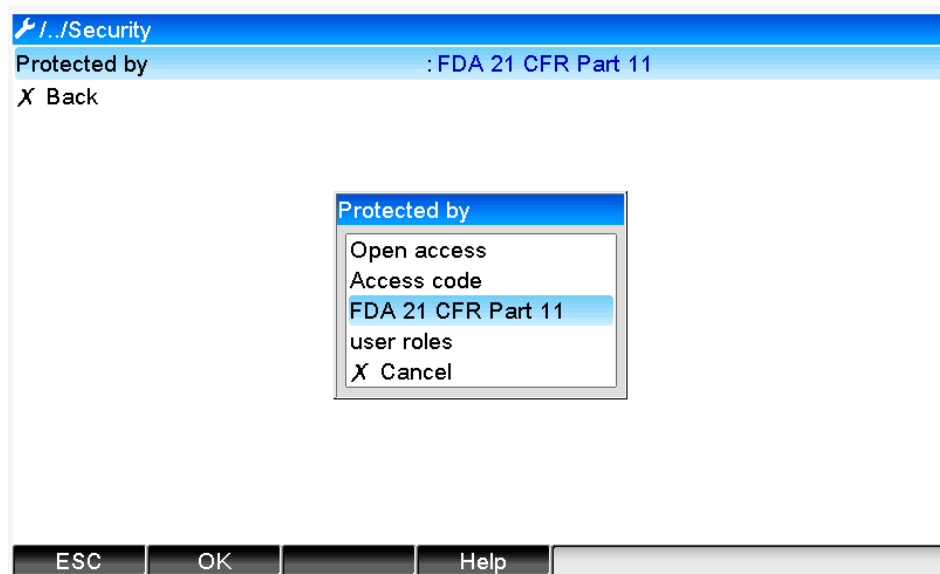 /../Security
Protected by : FDA 21 CFR Part 11
X Back
Protected by
Open access
Access code
FDA 21 CFR Part 11
user roles
X Cancel
ESC OK Help